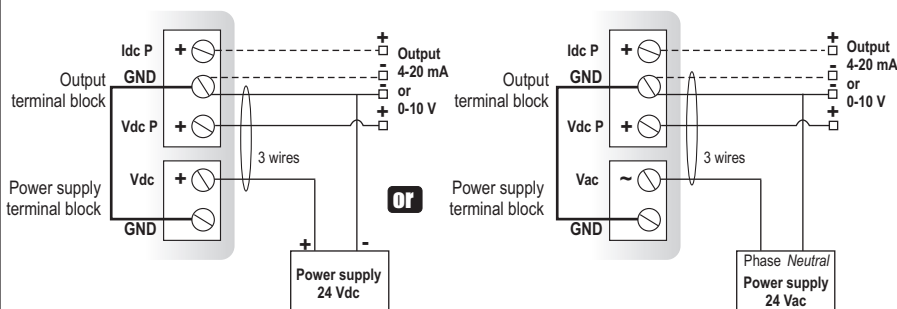 Idc P
+
+
Output
GND
-
4-20 mA
Output
terminal block
-
or
+
0-10 V
Vdc P
+
3 wires
Vdc
+
Power supply
terminal block
GND
+
-
Power supply
24 Vdc
or
Idc P
+
+
Output
GND
-
4-20 mA
Output
terminal block
-
or
+
0-10 V
Vdc P
+
3 wires
Vac
~
Power supply
terminal block
GND
Phase Neutral
Power supply
24 Vac